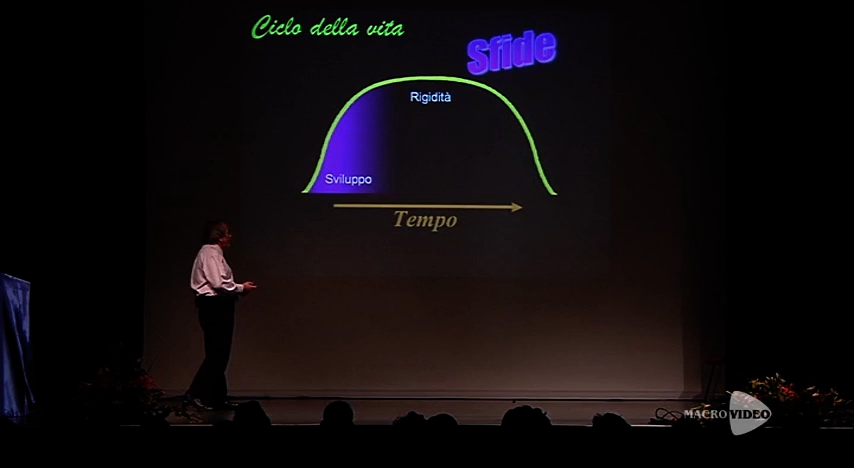 Ciclo della vita
Sfide
Rigidità
Sviluppo
Tempo
MACROVIDEO